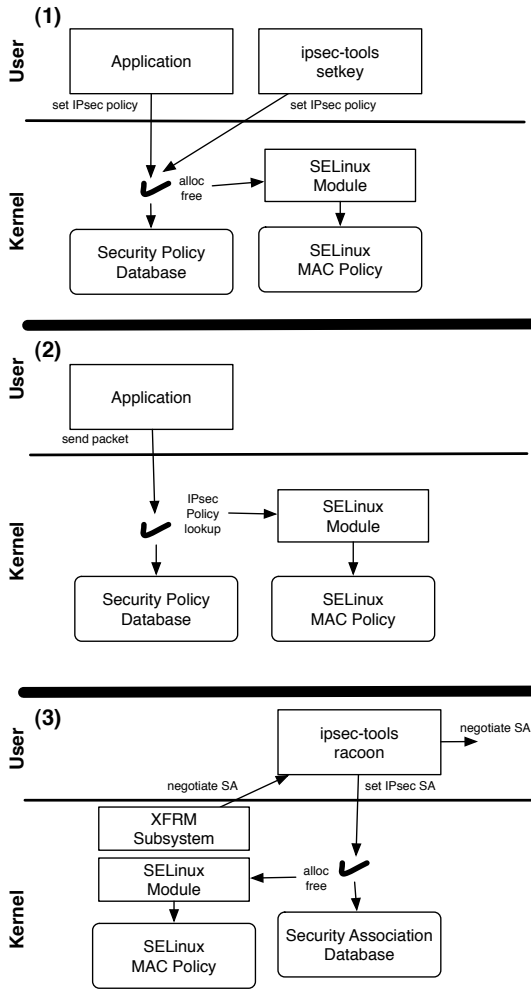 (1)
User
Application
ipsec-tools
setkey
set IPsec policy
set IPsec policy
Kernel
alloc
free
SELinux
Module
Security Policy
Database
SELinux
MAC Policy
(2)
User
Application
send packet
Kernel
IPsec
Policy
lookup
SELinux
Module
Security Policy
Database
SELinux
MAC Policy
(3)
User
ipsec-tools
racoon
negotiate SA
negotiate SA
set IPsec SA
Kernel
XFRM
Subsystem
SELinux
Module
alloc
free
SELinux
MAC Policy
Security Association
Database